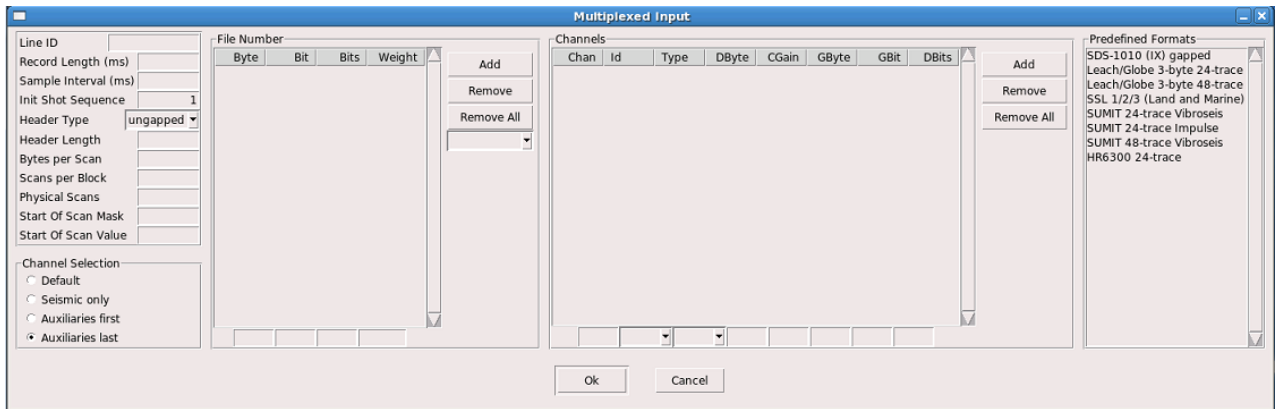 Multiplexed Input
Line ID
Record Length (ms)
Sample Interval (ms)
Init Shot Sequence 1
Header Type ungapped
Header Length
Bytes per Scan
Scans per Block
Physical Scans
Start Of Scan Mask
Start Of Scan Value
Channel Selection
Default
Seismic only
Auxiliaries first
Auxiliaries last
File Number
Byte Bit Bits Weight
Add
Remove
Remove All
Channels
Chan Id Type DByte CGain GByte GBit DBits
Add
Remove
Remove All
Predefined Formats
SDS-1010 (IX) gapped
Leach/Globe 3-byte 24-trace
Leach/Globe 3-byte 48-trace
SSL 1/2/3 (Land and Marine)
SUMIT 24-trace Vibroseis
SUMIT 24-trace Impulse
SUMIT 48-trace Vibroseis
HR6300 24-trace
Ok Cancel